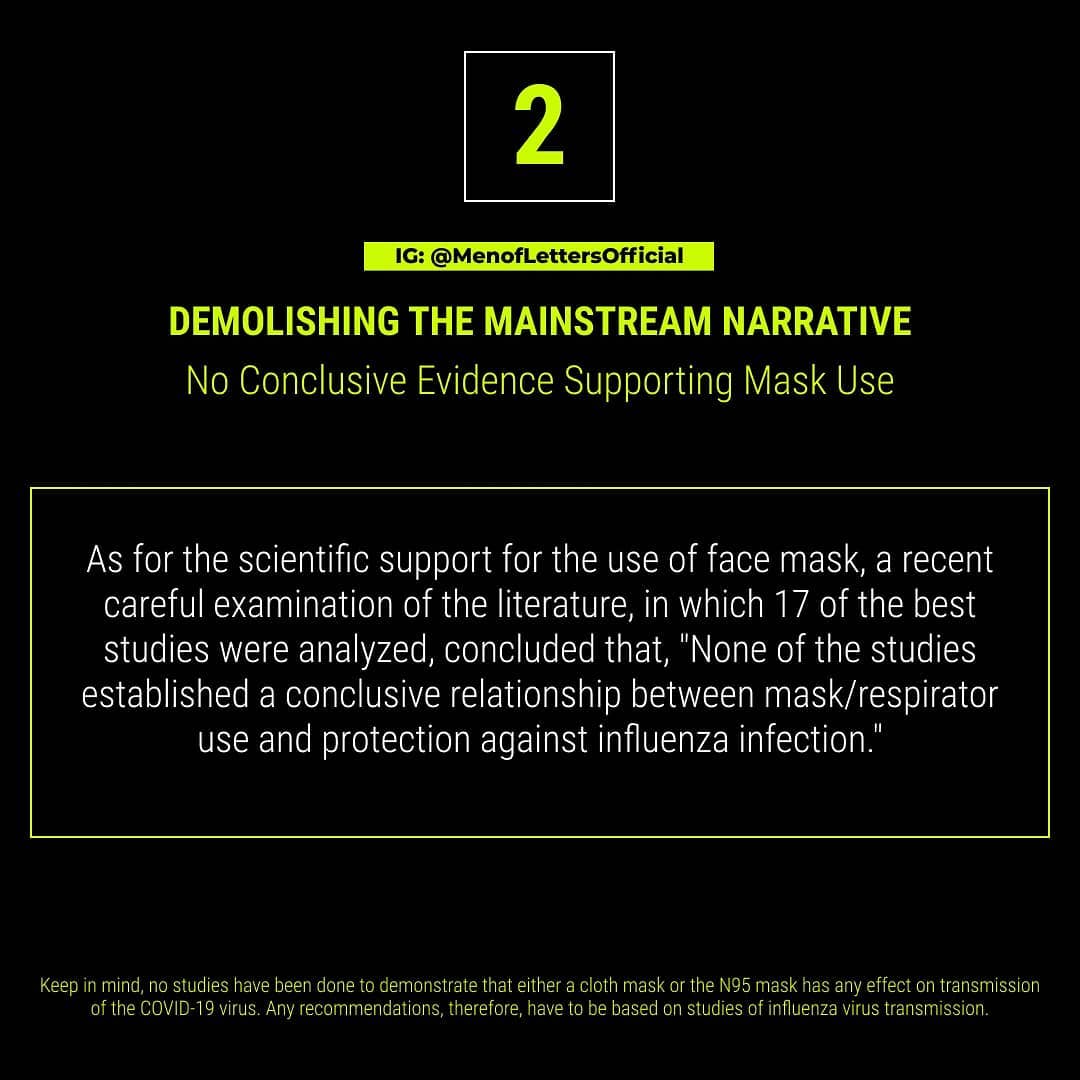 2
IG: @MenofLettersOfficial
DEMOLISHING THE MAINSTREAM NARRATIVE
No Conclusive Evidence Supporting Mask Use
As for the scientific support for the use of face mask, a recent
careful examination of the literature, in which 17 of the best
studies were analyzed, concluded that, "None of the studies
established a conclusive relationship between mask/respirator
use and protection against influenza infection."
Keep in mind, no studies have been done to demonstrate that either a cloth mask or the N95 mask has any effect on transmission
of the COVID-19 virus. Any recommendations, therefore, have to be based on studies of influenza virus transmission.